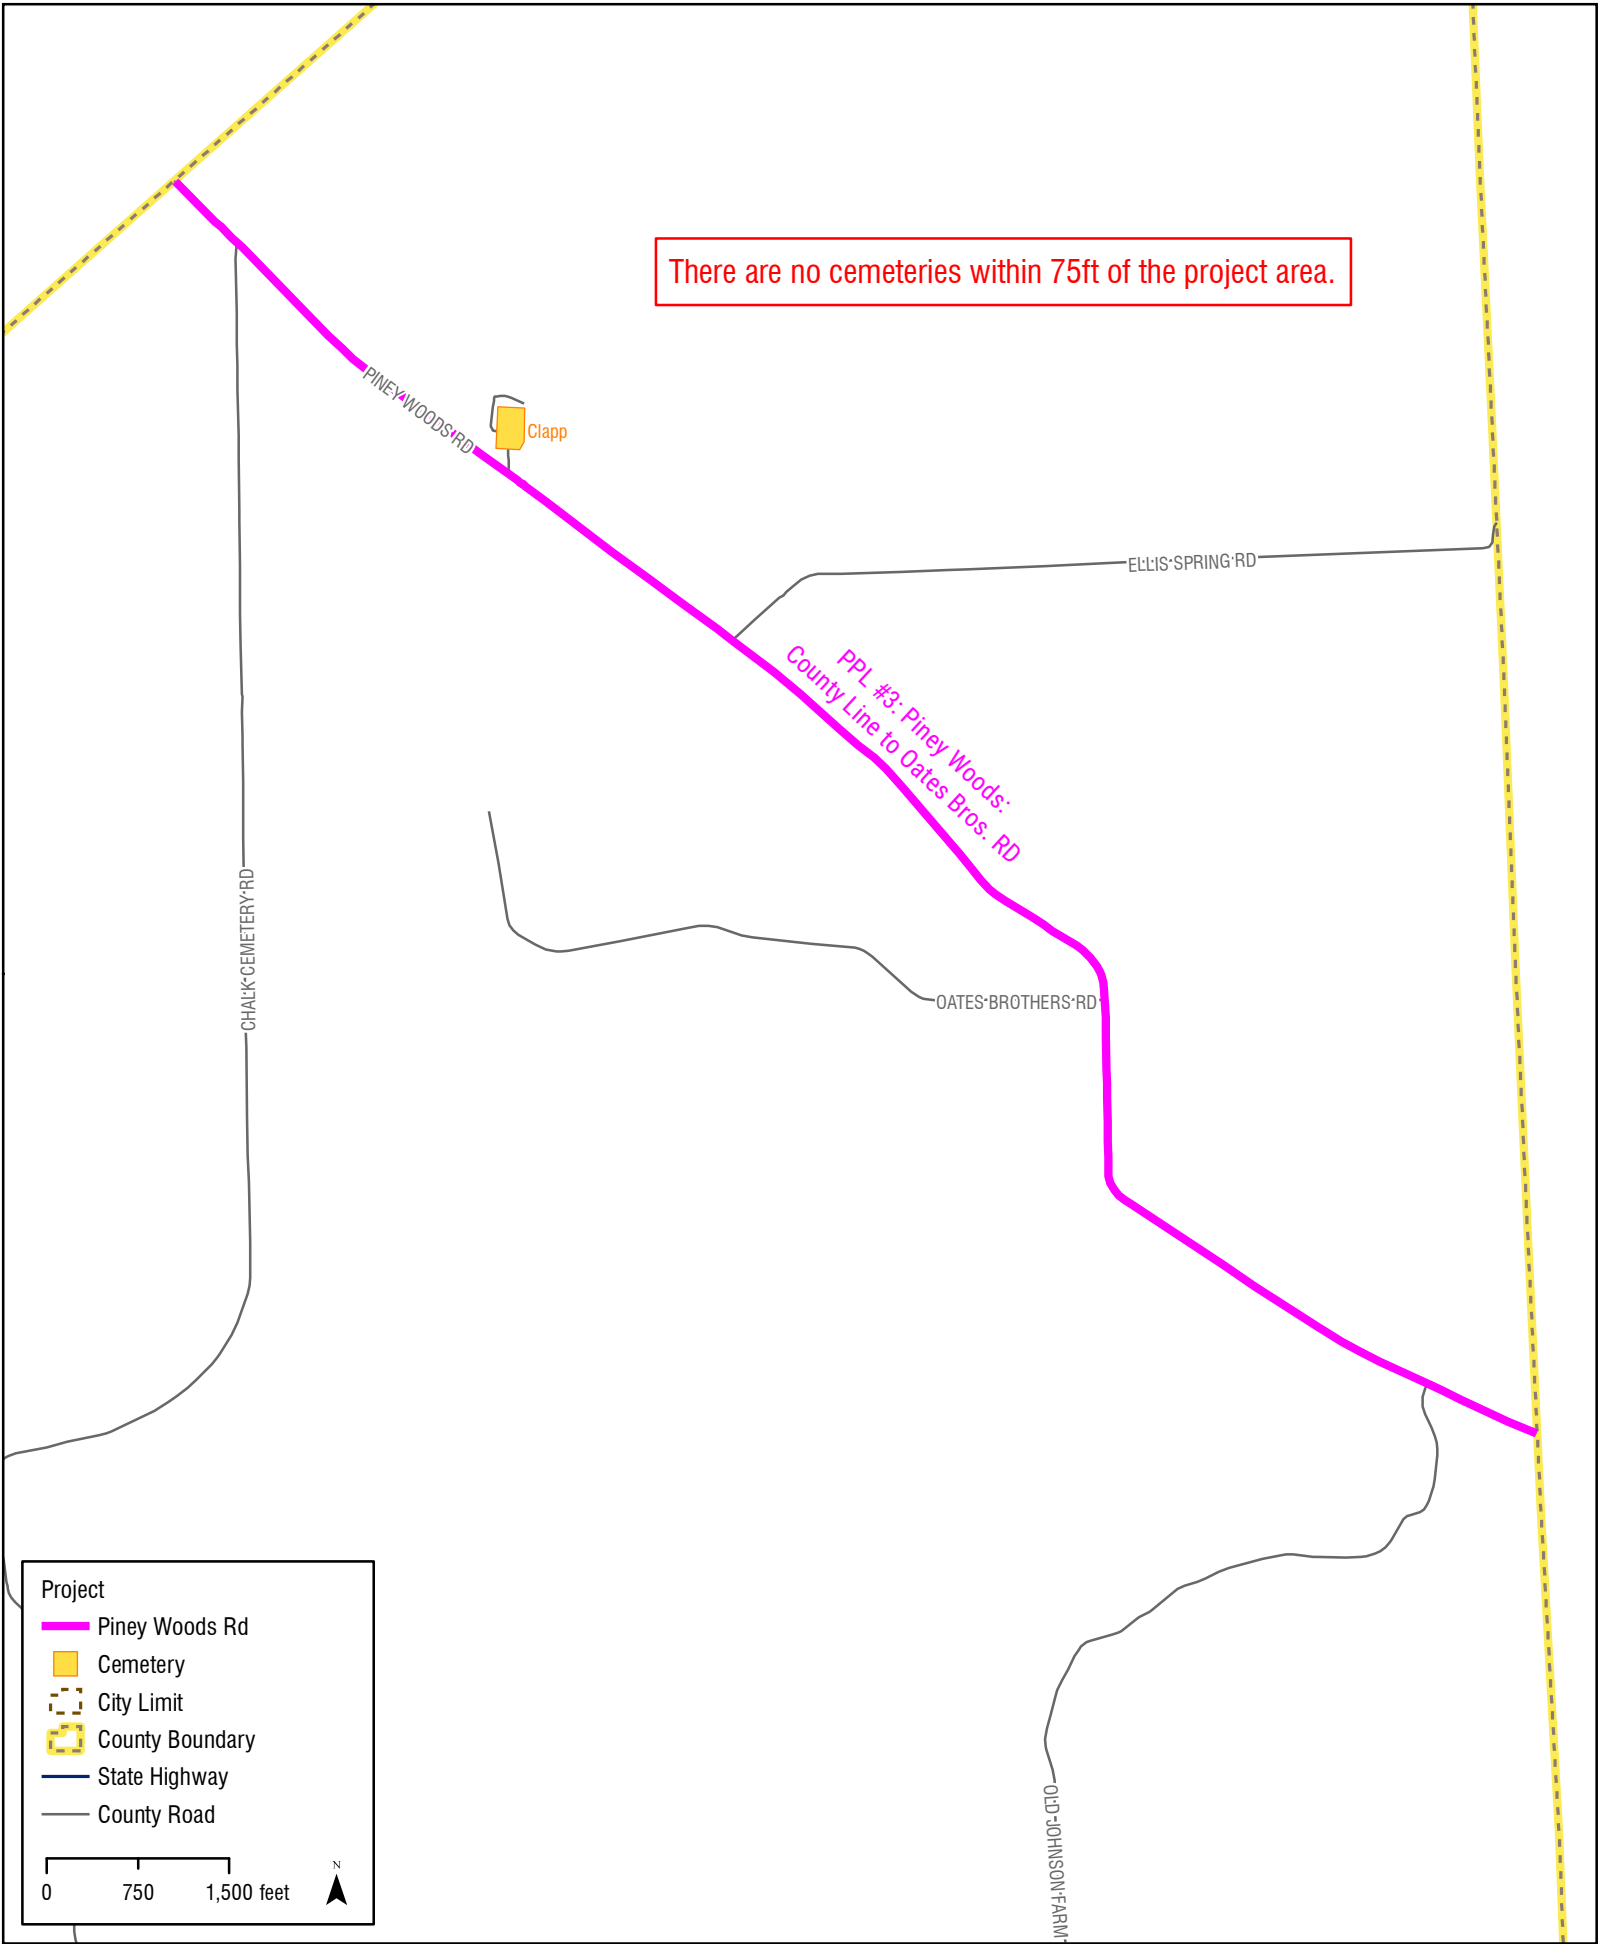 There are no cemeteries within 75ft of the project area.
PINEY WOODS RD
Clapp
ELLIS SPRING RD
PPL #3: Piney Woods:
County Line to Oates Bros. RD
CHALK CEMETERY RD
OATES BROTHERS RD
OLD JOHNSON FARM
Project
Piney Woods Rd
Cemetery
City Limit
County Boundary
State Highway
County Road
0 750 1,500 feet
N